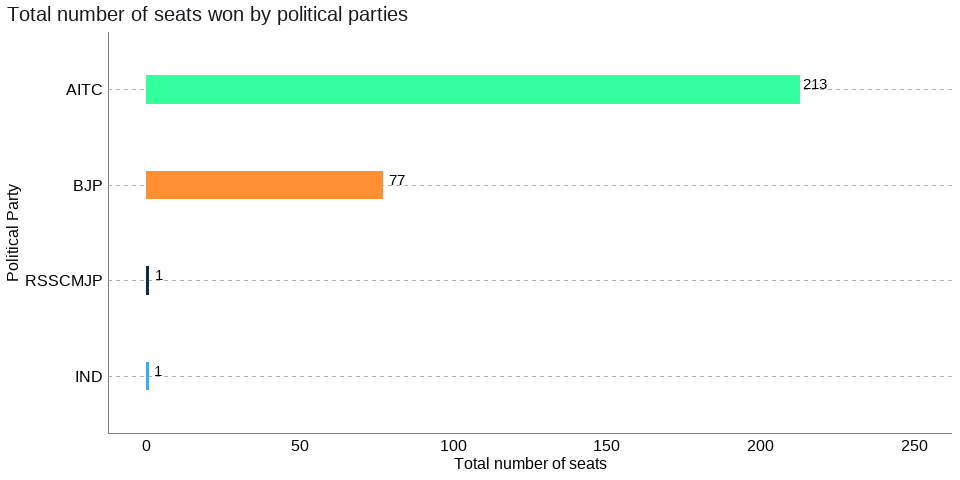 Total number of seats won by political parties
Political Party
AITC
213
BJP
77
RSSCMJP
1
IND
1
0 50 100 150 200 250
Total number of seats